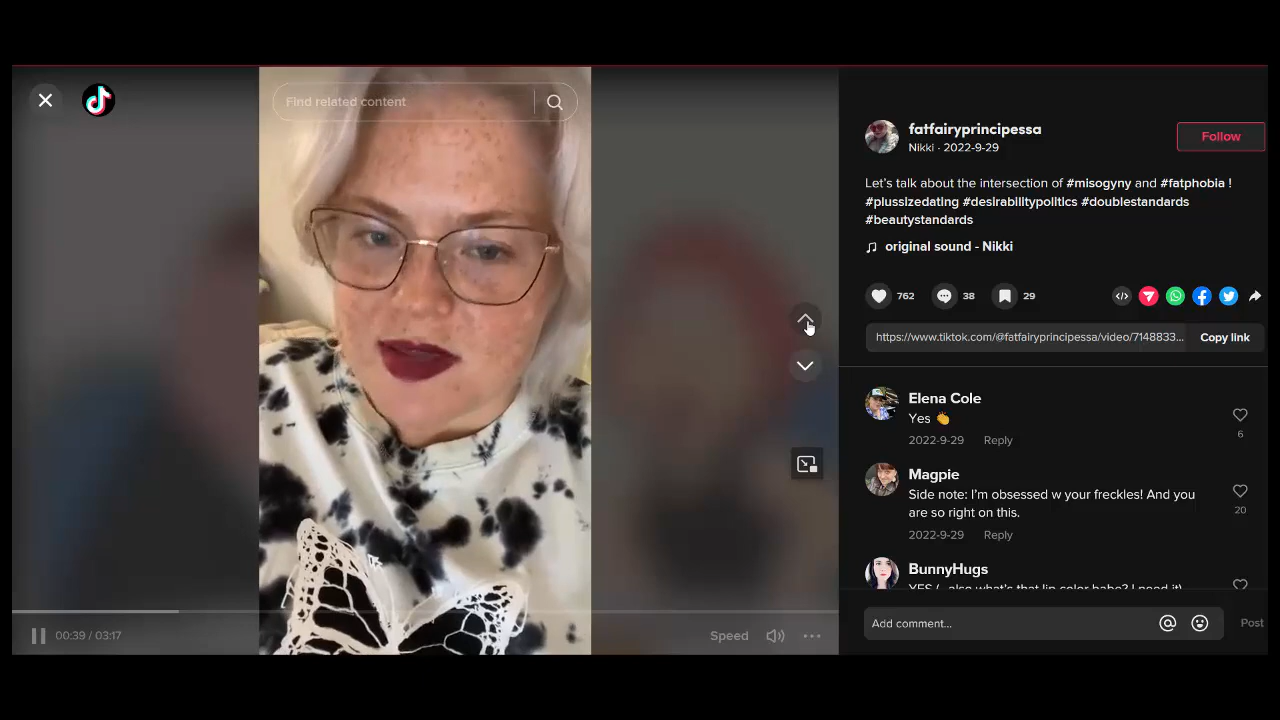 Find related content
fatfairyprincipessa
Nikki · 2022-9-29
Follow
Let's talk about the intersection of #misogyny and #fatphobia !
#plussizedating #desirabilitypolitics #doublestandards
#beautystandards
original sound - Nikki
762
38
29
https://www.tiktok.com/@fatfairyprincipessa/video/7148833...
Copy link
Elena Cole
Yes 👏
2022-9-29 Reply
6
Magpie
Side note: I'm obsessed w your freckles! And you
are so right on this.
20
2022-9-29 Reply
BunnyHugs
00:39 / 03:17
Speed
Add comment...
Post